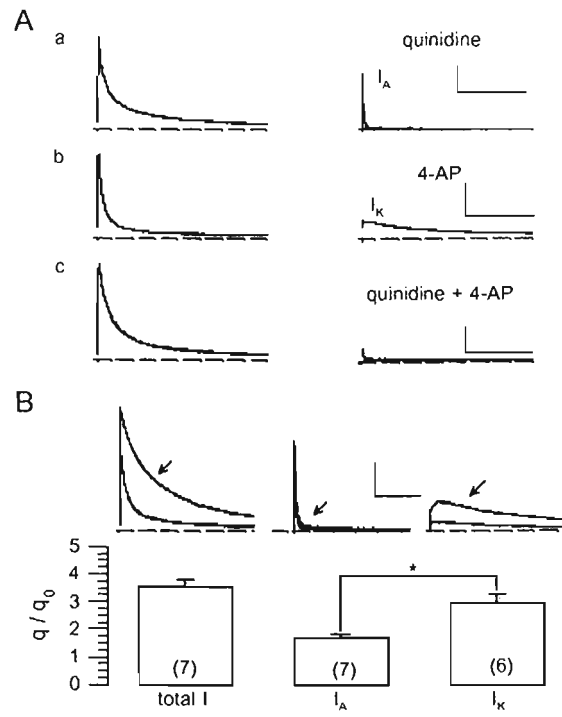 A
a
quinidine
I_A
b
4-AP
I_K
c
quinidine + 4-AP
B
5
4
3
2
1
0
q / q₀
*
(7)
(7)
(6)
total I
I_A
I_K